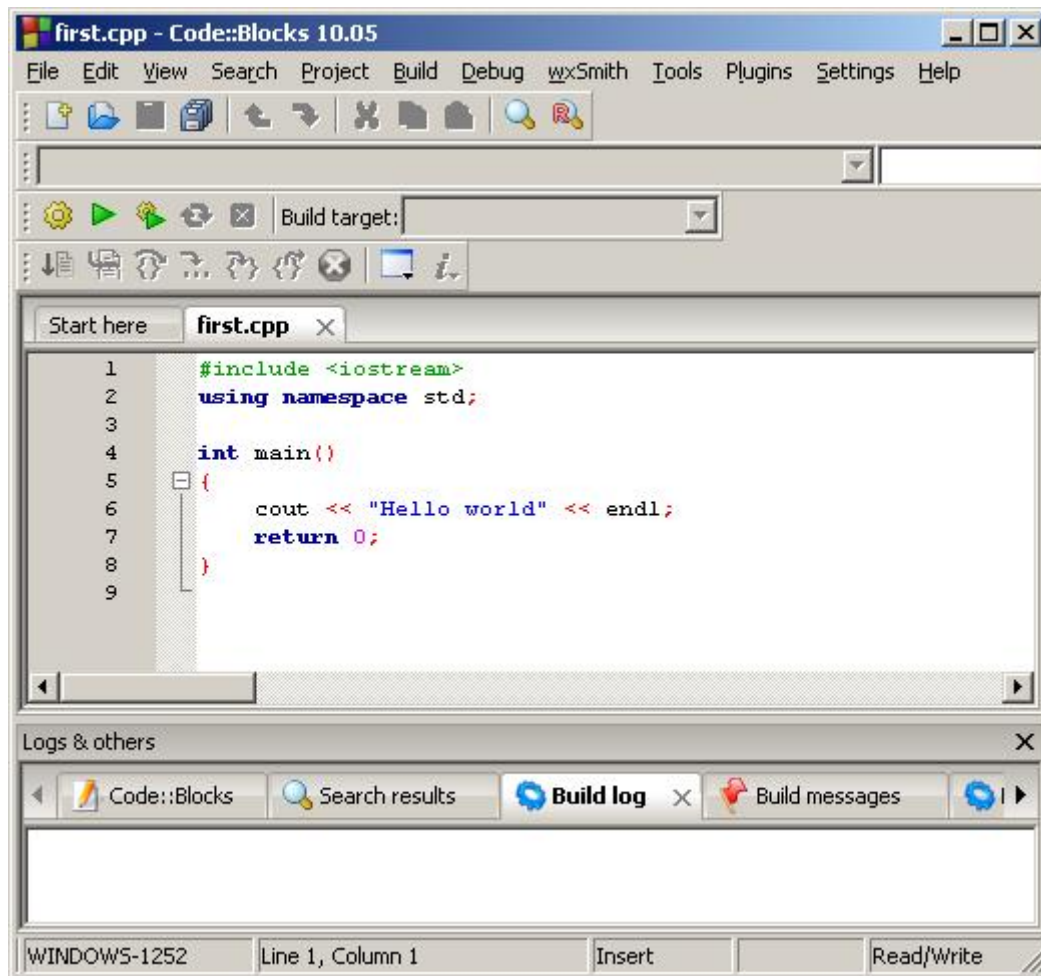 first.cpp - Code::Blocks 10.05
File Edit View Search Project Build Debug wxSmith Tools Plugins Settings Help
Build target:
Start here first.cpp
1 #include <iostream>
2 using namespace std;
3
4 int main()
5 {
6 cout << "Hello world" << endl;
7 return 0;
8 }
9
Logs & others
Code::Blocks Search results Build log Build messages
WINDOWS-1252 Line 1, Column 1 Insert Read/Write